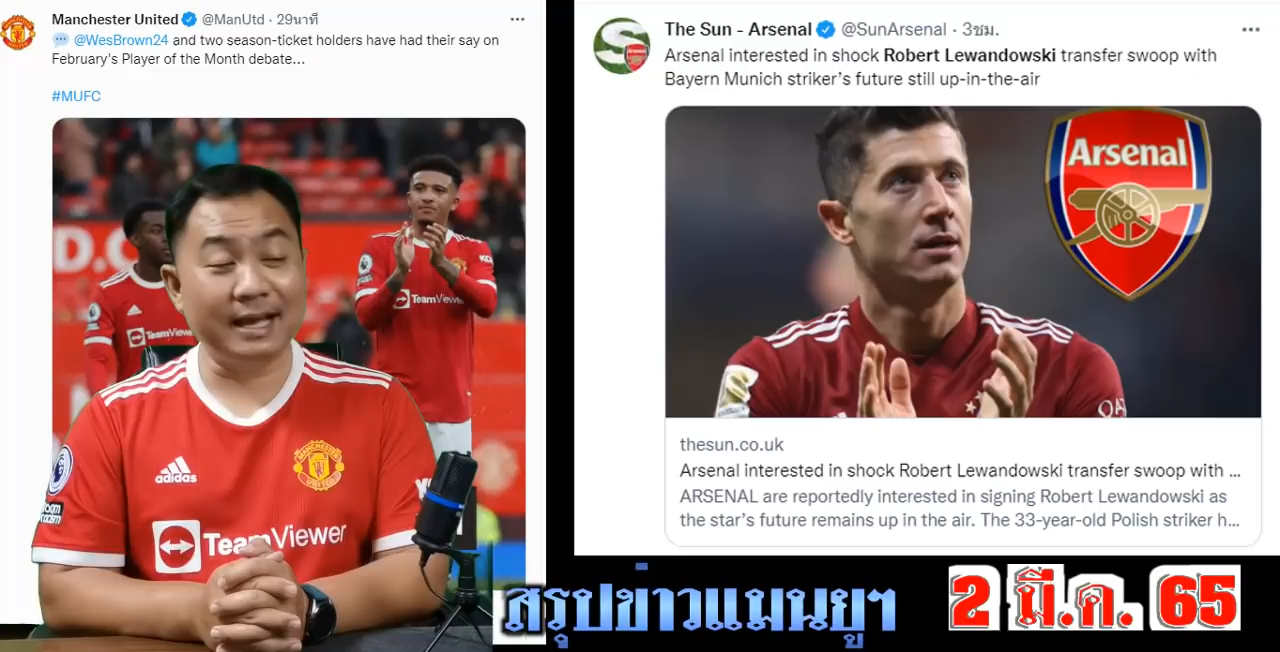 Manchester United @ManUtd · 29นาที
💬 @WesBrown24 and two season-ticket holders have had their say on
February's Player of the Month debate...
#MUFC
D.C
TeamViewer
TeamViewer
adidas
MANCHESTER
UNITED
TeamViewer
The Sun - Arsenal @SunArsenal · 3ชม.
Arsenal interested in shock Robert Lewandowski transfer swoop with
Bayern Munich striker's future still up-in-the-air
Arsenal
thesun.co.uk
Arsenal interested in shock Robert Lewandowski transfer swoop with ...
ARSENAL are reportedly interested in signing Robert Lewandowski as
the star's future remains up in the air. The 33-year-old Polish striker h...
สรุปข่าวแมนยูฯ
2 มี.ค. 65